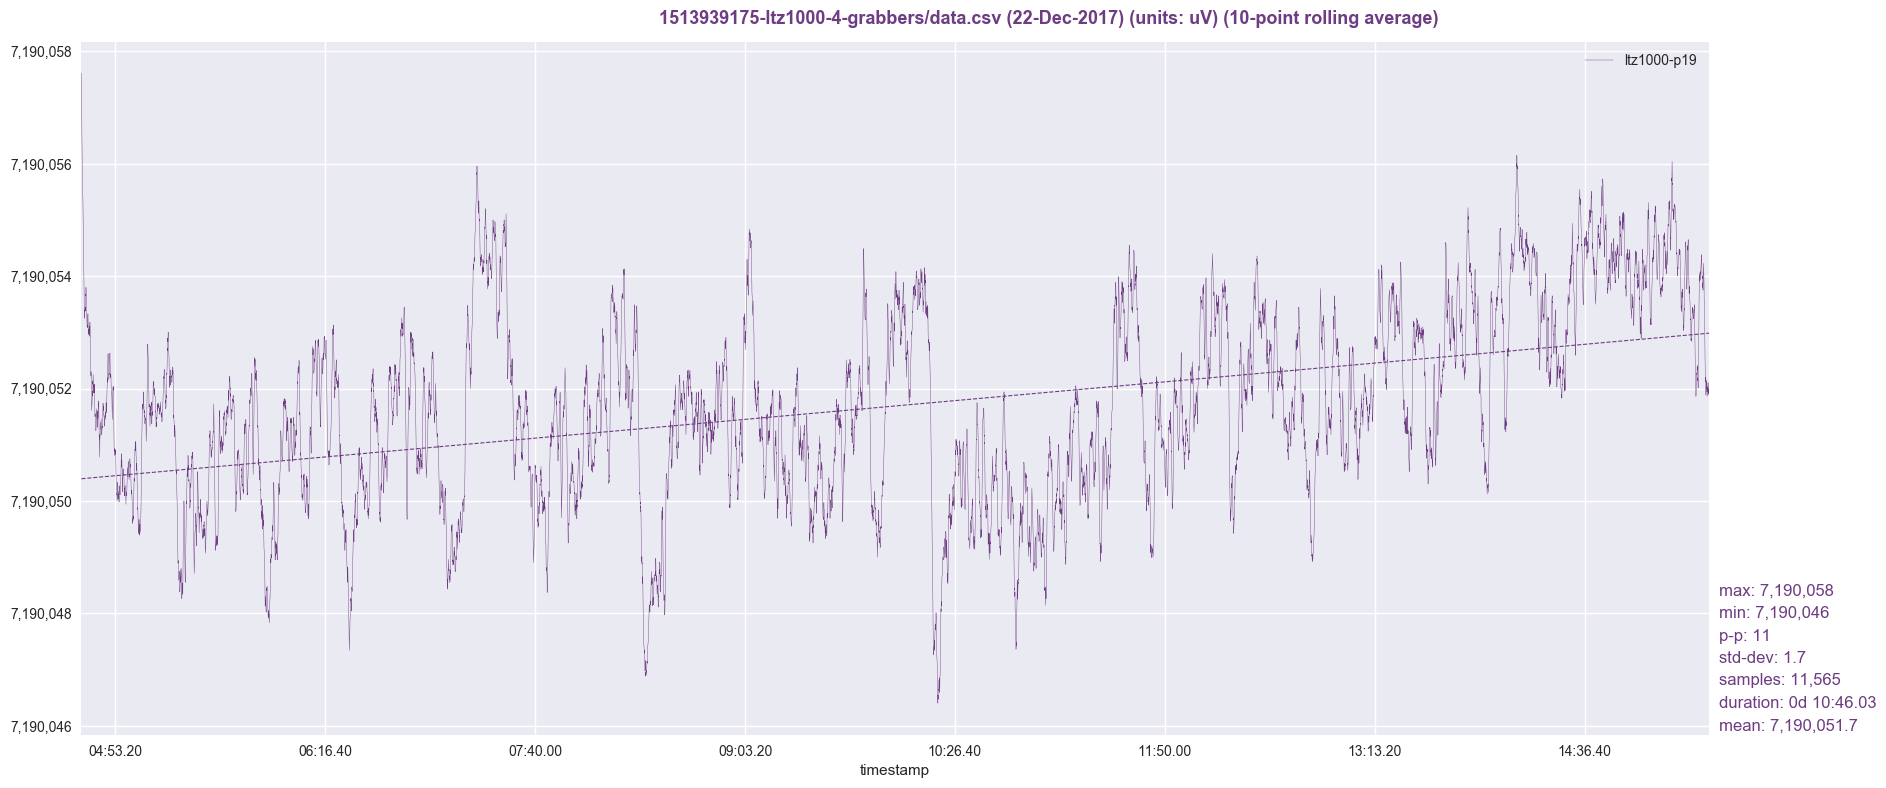 1513939175-ltz1000-4-grabbers/data.csv (22-Dec-2017) (units: uV) (10-point rolling average)
7,190,058
ltz1000-p19
7,190,056
7,190,054
7,190,052
7,190,050
7,190,048
7,190,046
max: 7,190,058
min: 7,190,046
p-p: 11
std-dev: 1.7
samples: 11,565
duration: 0d 10:46.03
mean: 7,190,051.7
04:53.20 06:16.40 07:40.00 09:03.20 10:26.40 11:50.00 13:13.20 14:36.40
timestamp